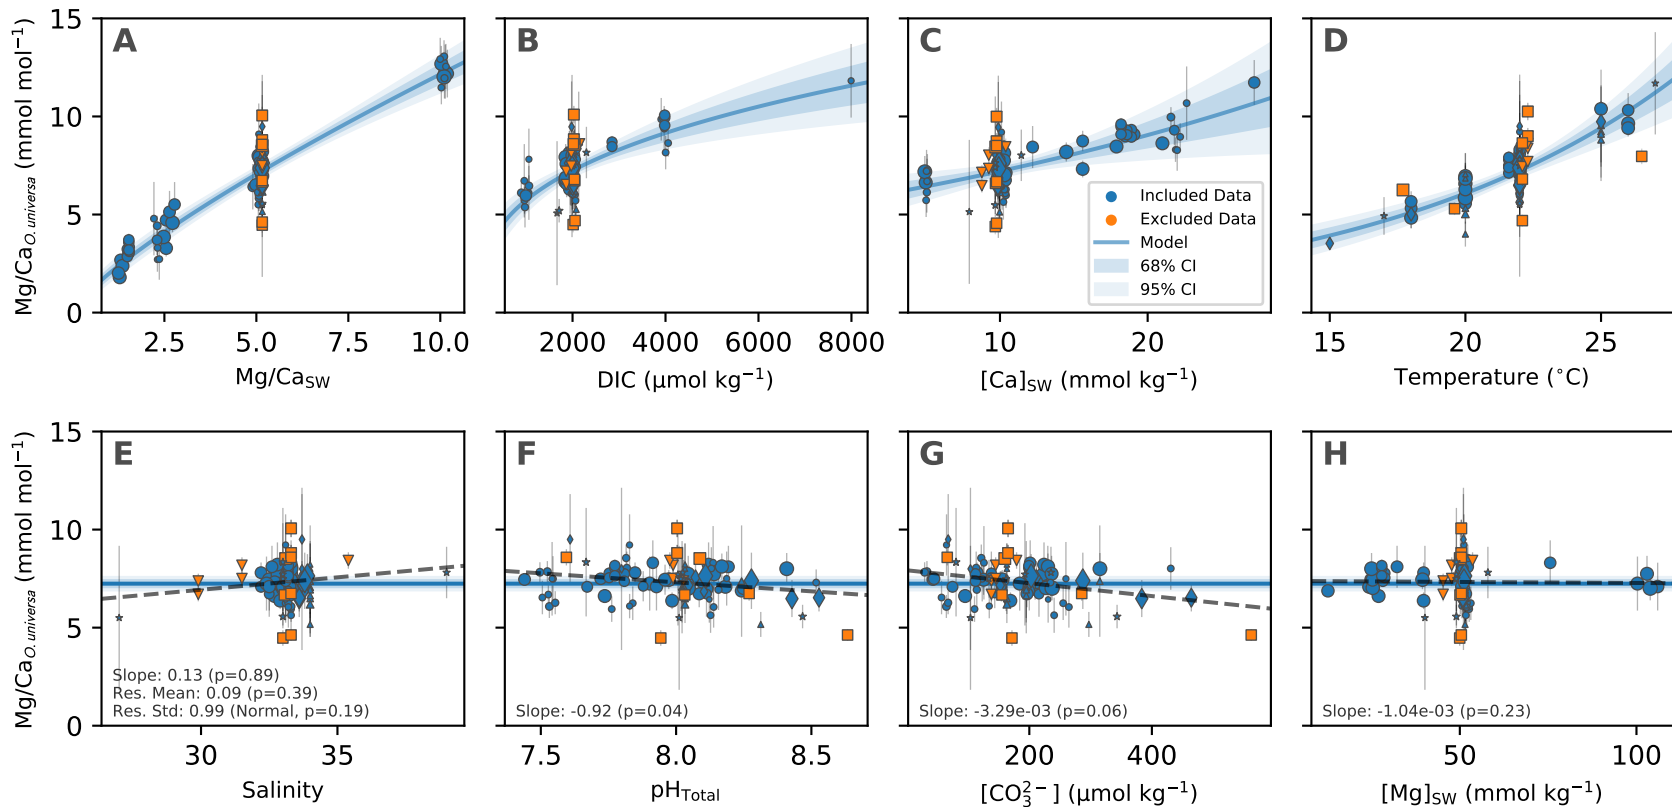 15
10
5
0
Mg/Ca_O. universa (mmol mol⁻¹)
A
2.5 5.0 7.5 10.0
Mg/Ca_SW
B
2000 4000 6000 8000
DIC (μmol kg⁻¹)
C
Included Data
Excluded Data
Model
68% CI
95% CI
10 20
[Ca]_SW (mmol kg⁻¹)
D
15 20 25
Temperature (°C)
15
10
5
0
Mg/Ca_O. universa (mmol mol⁻¹)
E
Slope: 0.13 (p=0.89)
Res. Mean: 0.09 (p=0.39)
Res. Std: 0.99 (Normal, p=0.19)
30 35
Salinity
F
Slope: -0.92 (p=0.04)
7.5 8.0 8.5
pH_Total
G
Slope: -3.29e-03 (p=0.06)
200 400
[CO₃²⁻] (μmol kg⁻¹)
H
Slope: -1.04e-03 (p=0.23)
50 100
[Mg]_SW (mmol kg⁻¹)